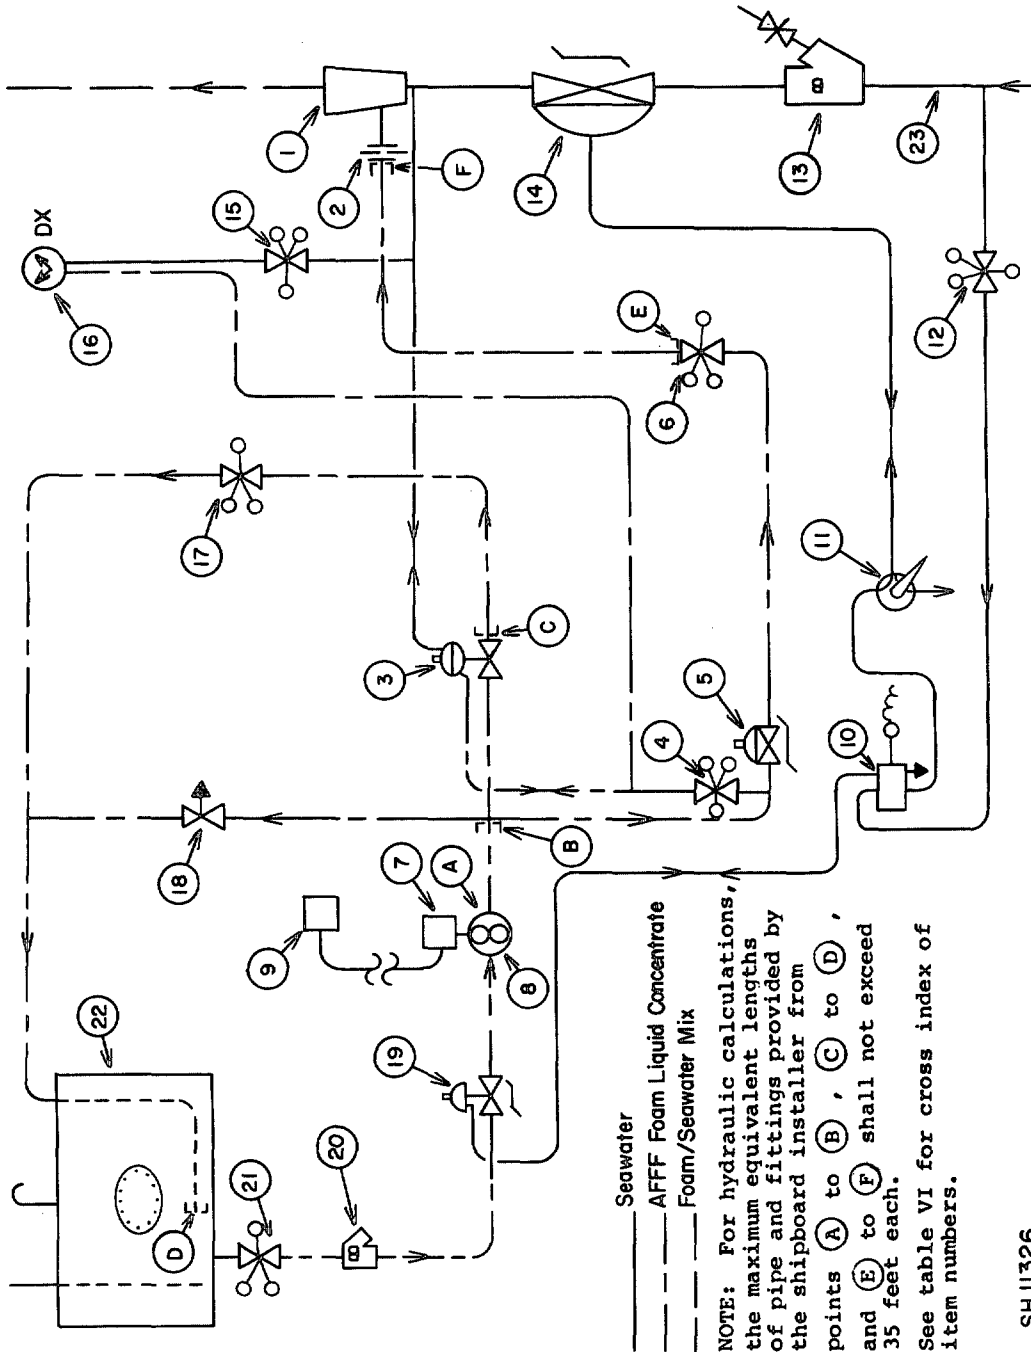 DX
1
2
3
4
5
6
7
8
9
10
11
12
13
14
15
16
17
18
19
20
21
22
23
A
B
C
D
E
F
Seawater
AFFF Foam Liquid Concentrate
Foam/Seawater Mix
NOTE: For hydraulic calculations,
the maximum equivalent lengths
of pipe and fittings provided by
the shipboard installer from
points A to B , C to D ,
and E to F shall not exceed
35 feet each.
See table VI for cross index of
item numbers.
SH 11326